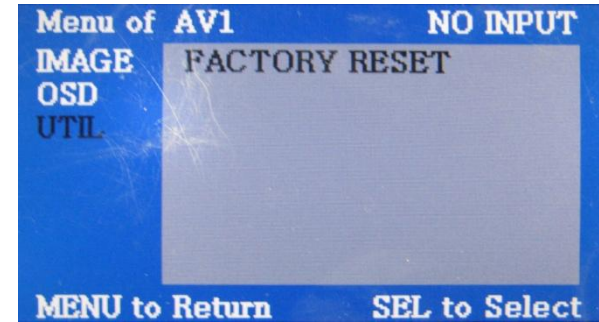 Menu of AV1 NO INPUT
IMAGE FACTORY RESET
OSD
UTIL
MENU to Return SEL to Select